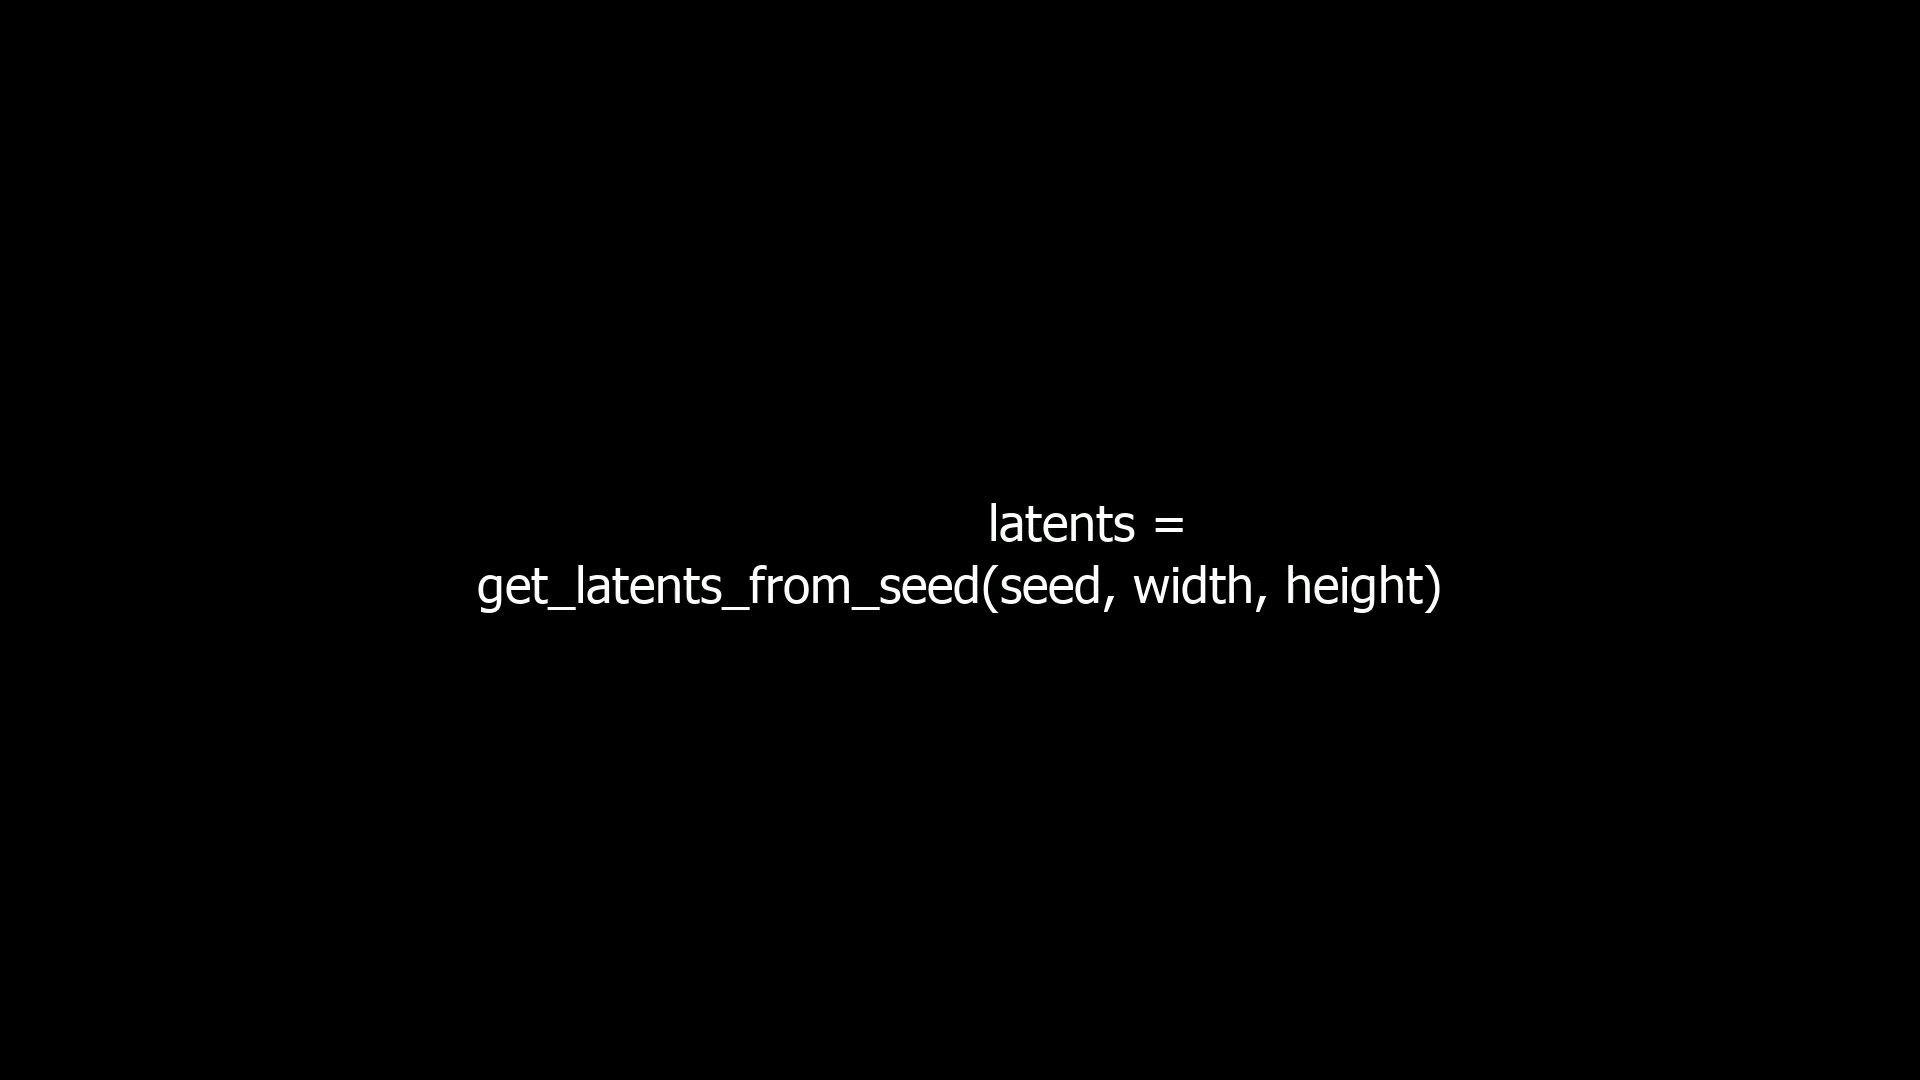 latents =
get_latents_from_seed(seed, width, height)